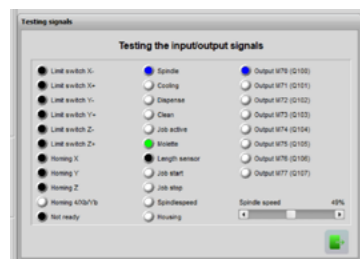 Testing signals
Testing the input/output signals
Limit switch X-
Limit switch X+
Limit switch Y-
Limit switch Y+
Limit switch Z-
Limit switch Z+
Homing X
Homing Y
Homing Z
Homing 4/Xb/Yb
Not ready
Spindle
Cooling
Dispense
Clean
Job active
Molette
Length sensor
Job start
Job stop
Spindlespeed
Housing
Output M70 (Q100)
Output M71 (Q101)
Output M72 (Q102)
Output M73 (Q103)
Output M74 (Q104)
Output M75 (Q105)
Output M76 (Q106)
Output M77 (Q107)
Spindle speed 49%